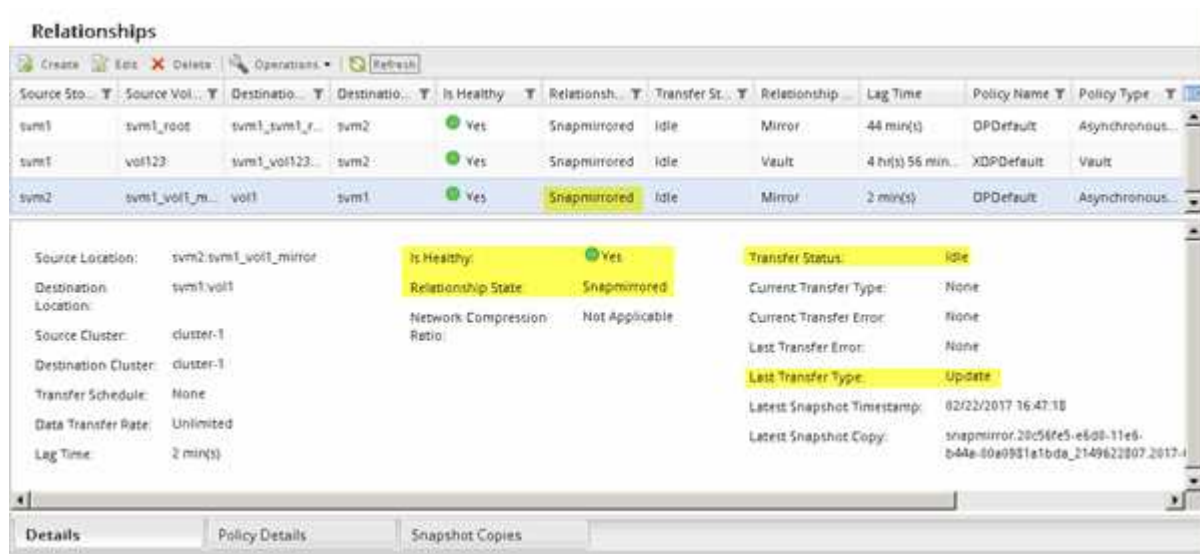 Relationships
Create Edit Delete Operations Refresh
Source Sto... Source Vol... Destinatio... Destinatio... Is Healthy Relationsh... Transfer St... Relationship ... Lag Time Policy Name Policy Type
svm1 svm1_root svm1_svm1_r... svm2 Yes Snapmirrored Idle Mirror 44 min(s) DPDefault Asynchronous...
svm1 vol123 svm1_vol123... svm2 Yes Snapmirrored Idle Vault 4 hr(s) 56 min... XDPDefault Vault
svm2 svm1_vol1_m... vol1 svm1 Yes Snapmirrored Idle Mirror 2 min(s) DPDefault Asynchronous...
Source Location: svm2:svm1_vol1_mirror Is Healthy: Yes Transfer Status: Idle
Destination Location: svm1:vol1 Relationship State: Snapmirrored Current Transfer Type: None
Network Compression Ratio: Not Applicable Current Transfer Error: None
Source Cluster: cluster-1 Last Transfer Error: None
Destination Cluster: cluster-1 Last Transfer Type: Update
Transfer Schedule: None Latest Snapshot Timestamp: 02/22/2017 16:47:18
Data Transfer Rate: Unlimited Latest Snapshot Copy: snapmirror.20c56fe5-e6d0-11e6-
Lag Time: 2 min(s) b44a-00a0981a1bda_2149622807.2017-
Details Policy Details Snapshot Copies